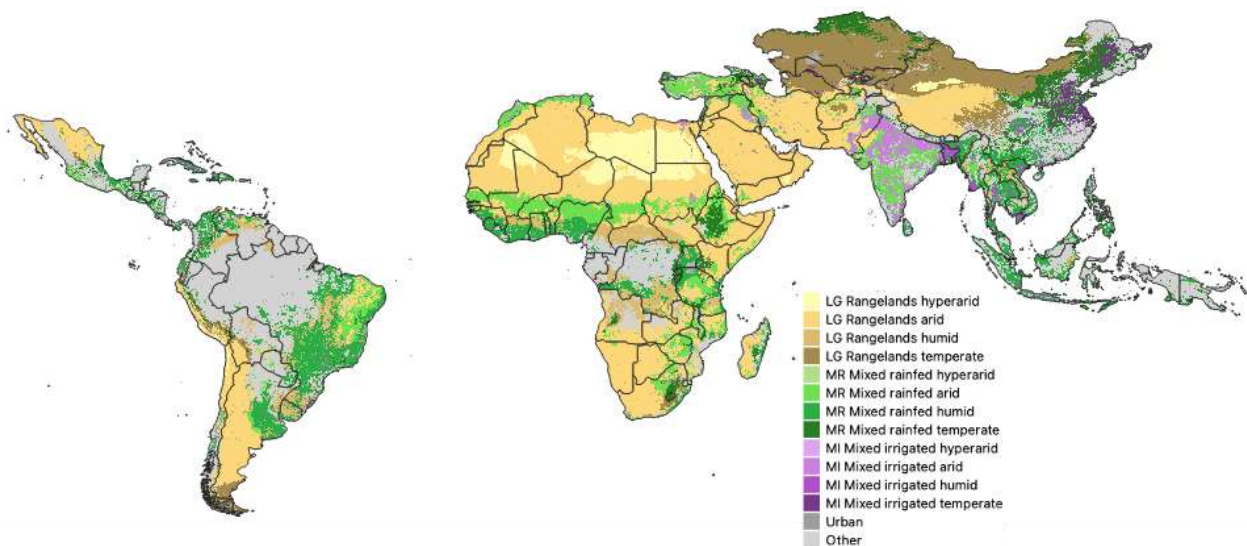 LG Rangelands hyperarid
LG Rangelands arid
LG Rangelands humid
LG Rangelands temperate
MR Mixed rainfed hyperarid
MR Mixed rainfed arid
MR Mixed rainfed humid
MR Mixed rainfed temperate
MI Mixed irrigated hyperarid
MI Mixed irrigated arid
MI Mixed irrigated humid
MI Mixed irrigated temperate
Urban
Other